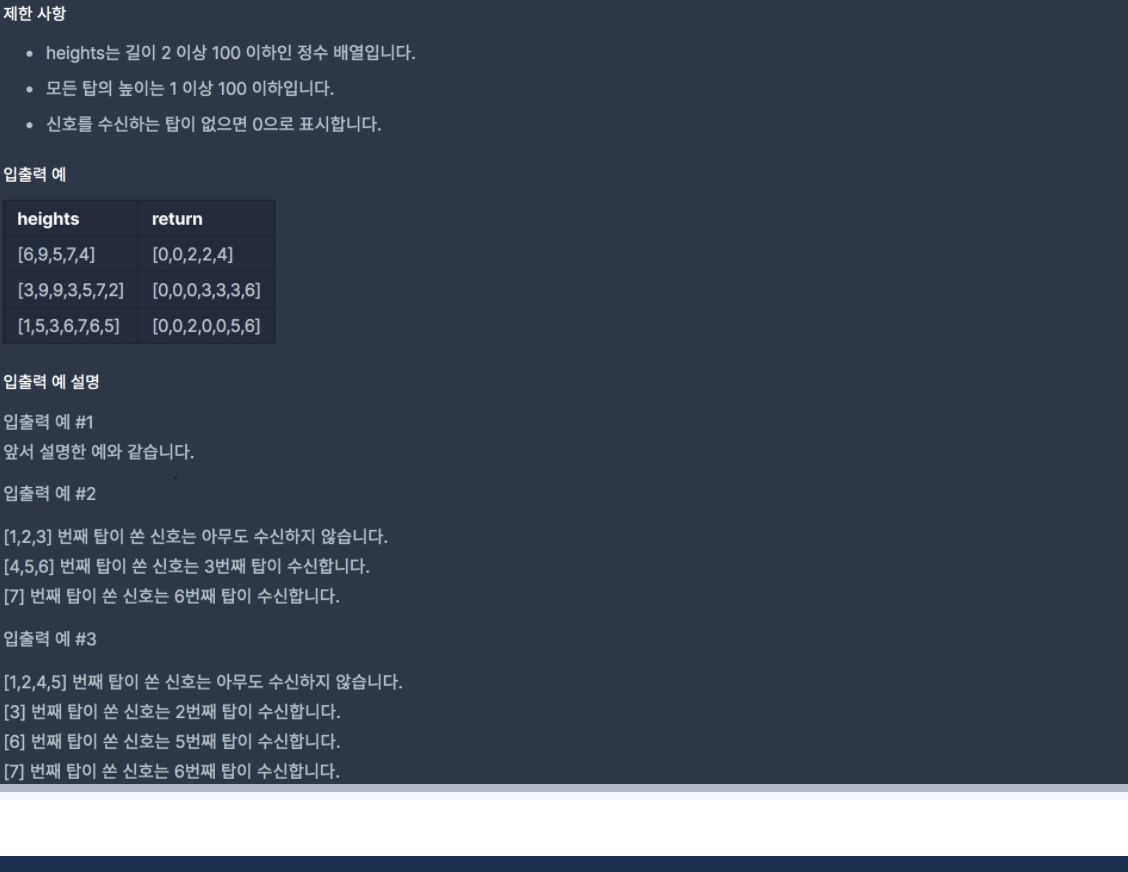 제한 사항
heights는 길이 2 이상 100 이하인 정수 배열입니다.
모든 탑의 높이는 1 이상 100 이하입니다.
신호를 수신하는 탑이 없으면 0으로 표시합니다.
입출력 예
heights return
[6,9,5,7,4] [0,0,2,2,4]
[3,9,9,3,5,7,2] [0,0,0,3,3,3,6]
[1,5,3,6,7,6,5] [0,0,2,0,0,5,6]
입출력 예 설명
입출력 예 #1
앞서 설명한 예와 같습니다.
입출력 예 #2
[1,2,3] 번째 탑이 쏜 신호는 아무도 수신하지 않습니다.
[4,5,6] 번째 탑이 쏜 신호는 3번째 탑이 수신합니다.
[7] 번째 탑이 쏜 신호는 6번째 탑이 수신합니다.
입출력 예 #3
[1,2,4,5] 번째 탑이 쏜 신호는 아무도 수신하지 않습니다.
[3] 번째 탑이 쏜 신호는 2번째 탑이 수신합니다.
[6] 번째 탑이 쏜 신호는 5번째 탑이 수신합니다.
[7] 번째 탑이 쏜 신호는 6번째 탑이 수신합니다.